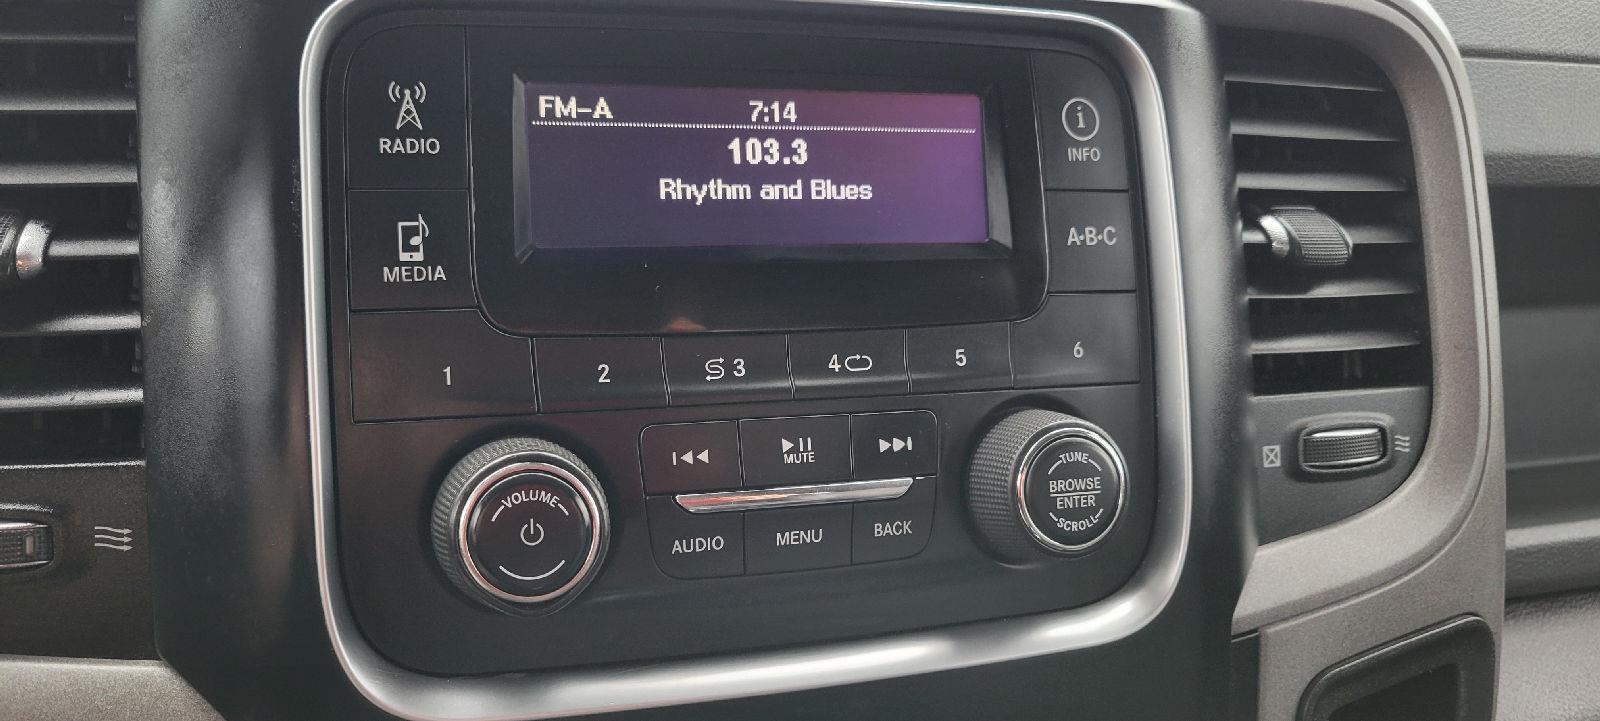 FM-A 7:14
103.3
Rhythm and Blues
RADIO
MEDIA
i
INFO
A·B·C
1 2 3 4 5 6
VOLUME
MUTE
AUDIO MENU BACK
TUNE
BROWSE
ENTER
SCROLL